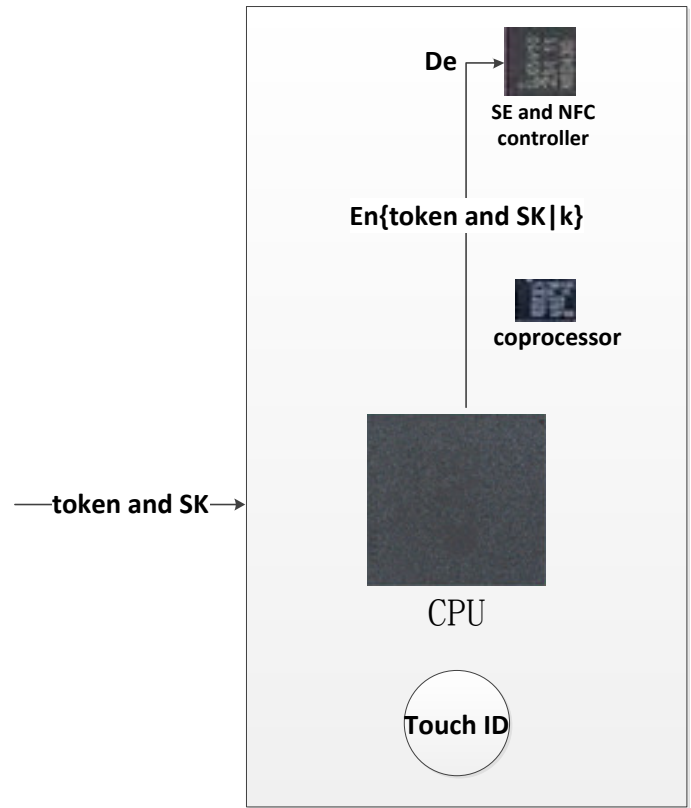 De
SE and NFC
controller
En{token and SK|k}
coprocessor
token and SK
CPU
Touch ID